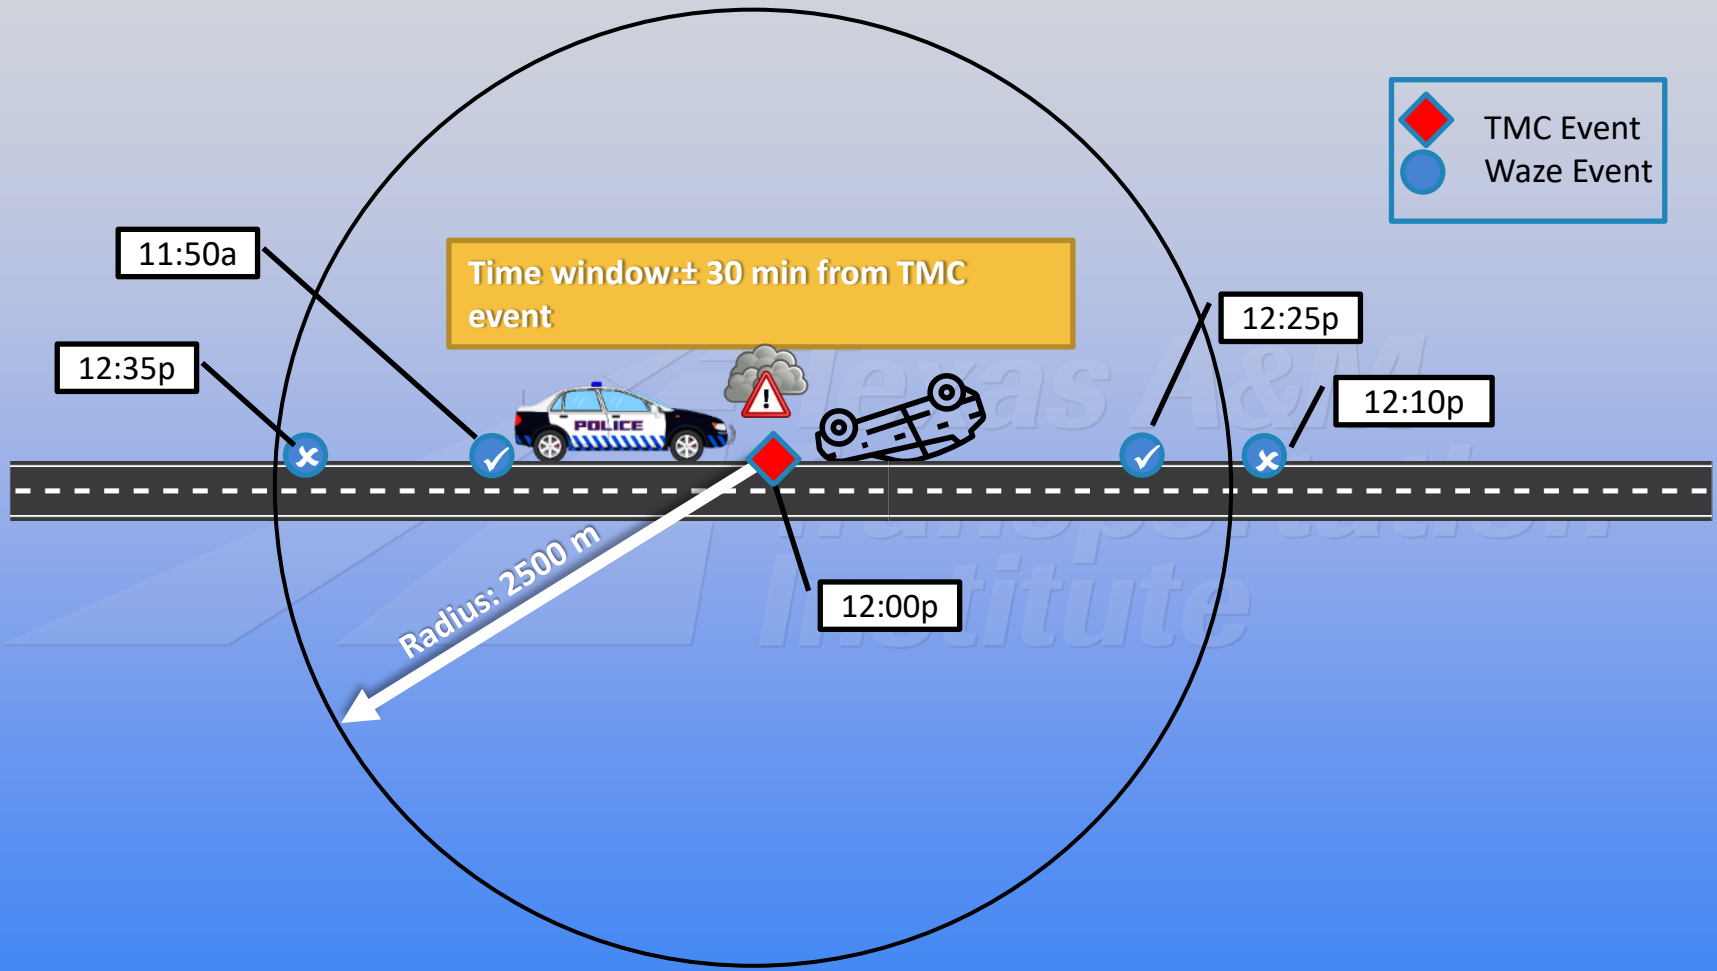 TMC Event
Waze Event
11:50a
Time window:± 30 min from TMC
event
12:25p
12:35p
12:10p
POLICE
!
Texas A&M
Transportation
Institute
Radius: 2500 m
12:00p